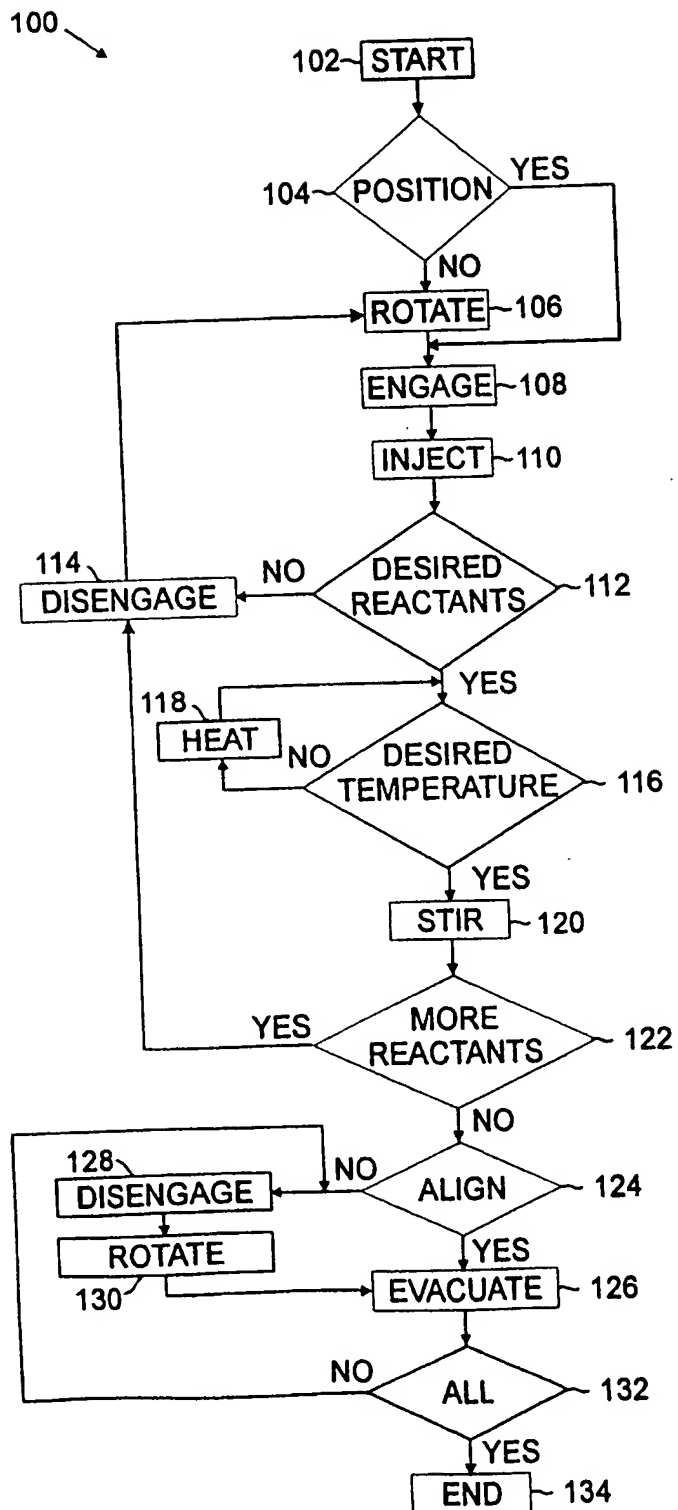 100
102 START
104 POSITION YES
NO
ROTATE 106
ENGAGE 108
INJECT 110
114
DISENGAGE
NO
DESIRED
REACTANTS
112
YES
118
HEAT
NO
DESIRED
TEMPERATURE
116
YES
STIR 120
YES
MORE
REACTANTS
122
NO
128
DISENGAGE
NO
ALIGN 124
YES
ROTATE
130
EVACUATE 126
NO
ALL 132
YES
END 134